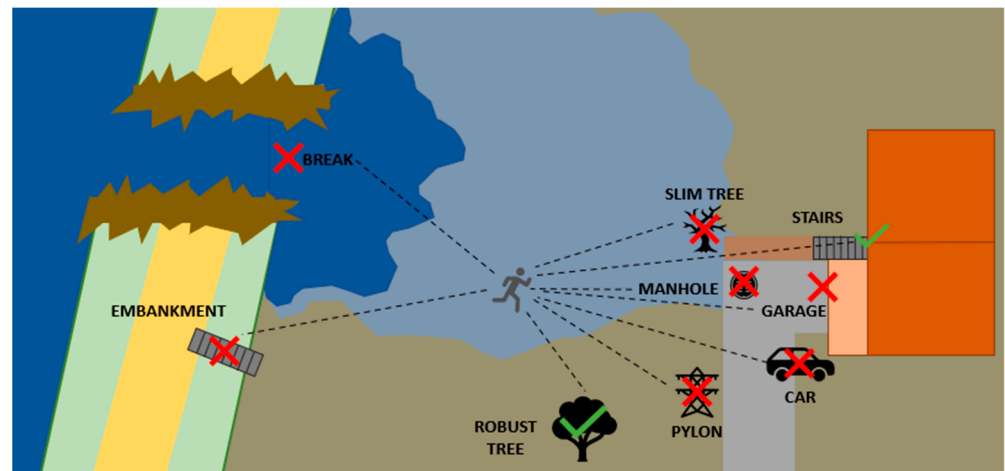 BREAK
SLIM TREE
STAIRS
MANHOLE
EMBANKMENT
GARAGE
CAR
ROBUST
TREE
PYLON